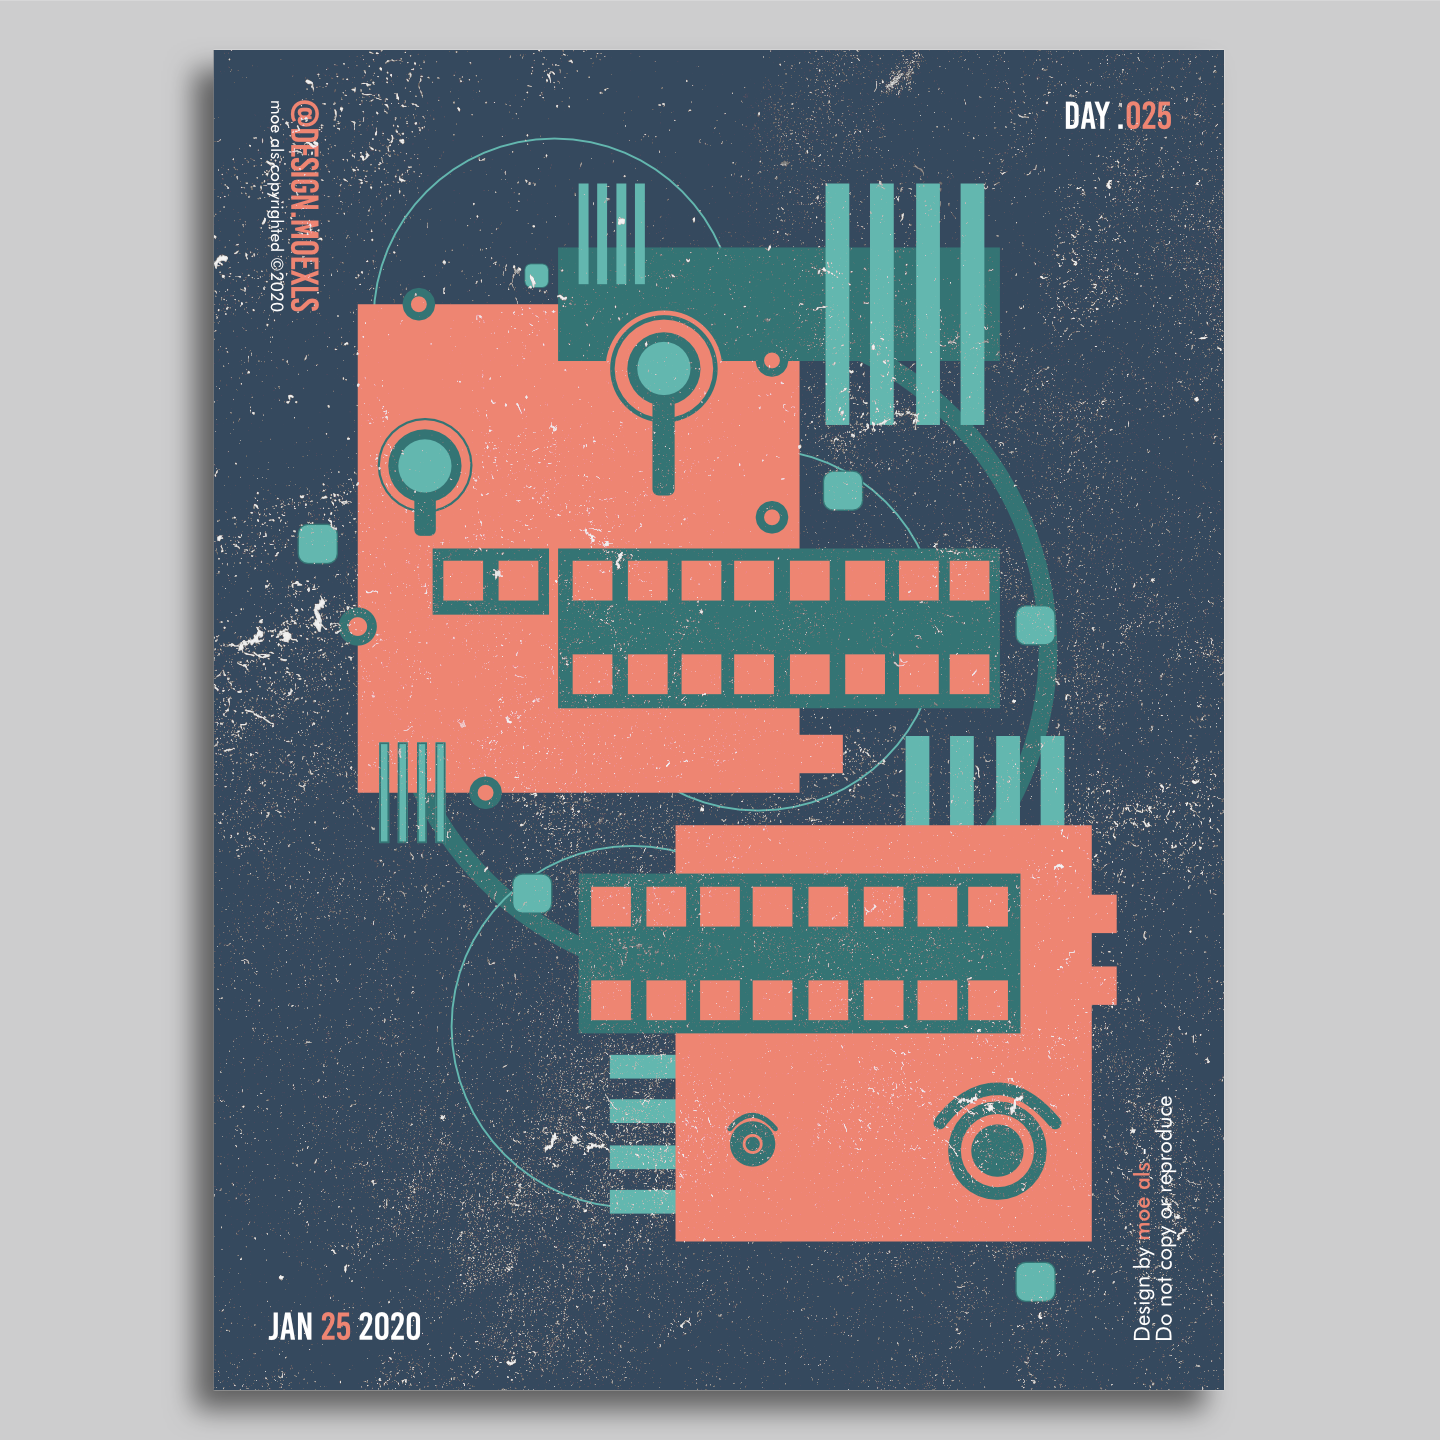 @DESIGN.MOEXLS
moe als copyrighted ©2020
DAY .025
JAN 25 2020
Design by moe als -
Do not copy or reproduce